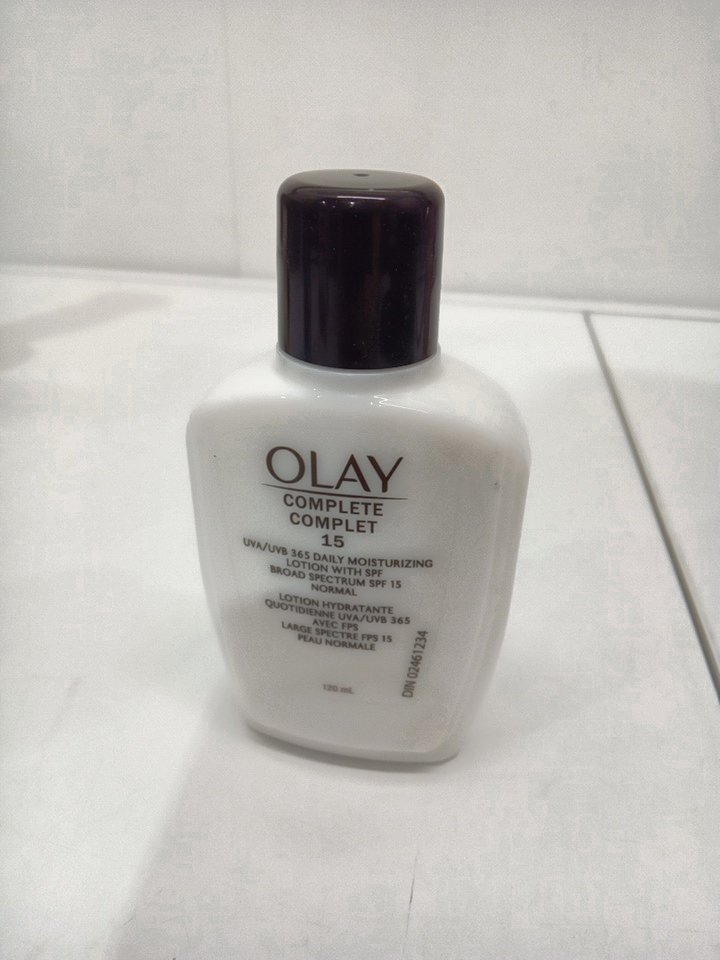 OLAY
COMPLETE
COMPLET
15
UVA/UVB 365 DAILY MOISTURIZING
LOTION WITH SPF
BROAD SPECTRUM SPF 15
NORMAL
LOTION HYDRATANTE
QUOTIDIENNE UVA/UVB 365
AVEC FPS
LARGE SPECTRE FPS 15
PEAU NORMALE
120 mL
DIN 02461234